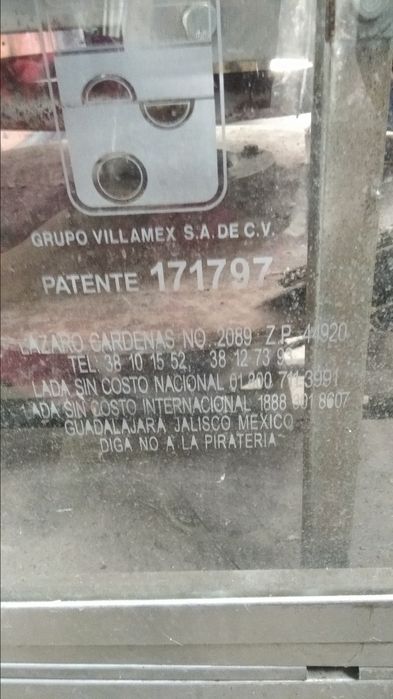 GRUPO VILLAMEX S.A. DE C.V.
PATENTE 171797
LAZARO CARDENAS NO. 2089 Z.P. 44920
TEL: 38 10 15 52 38 12 73 93
LADA SIN COSTO NACIONAL 01 800 711 3991
LADA SIN COSTO INTERNACIONAL 1888 801 8607
GUADALAJARA JALISCO MEXICO
DIGA NO A LA PIRATERIA